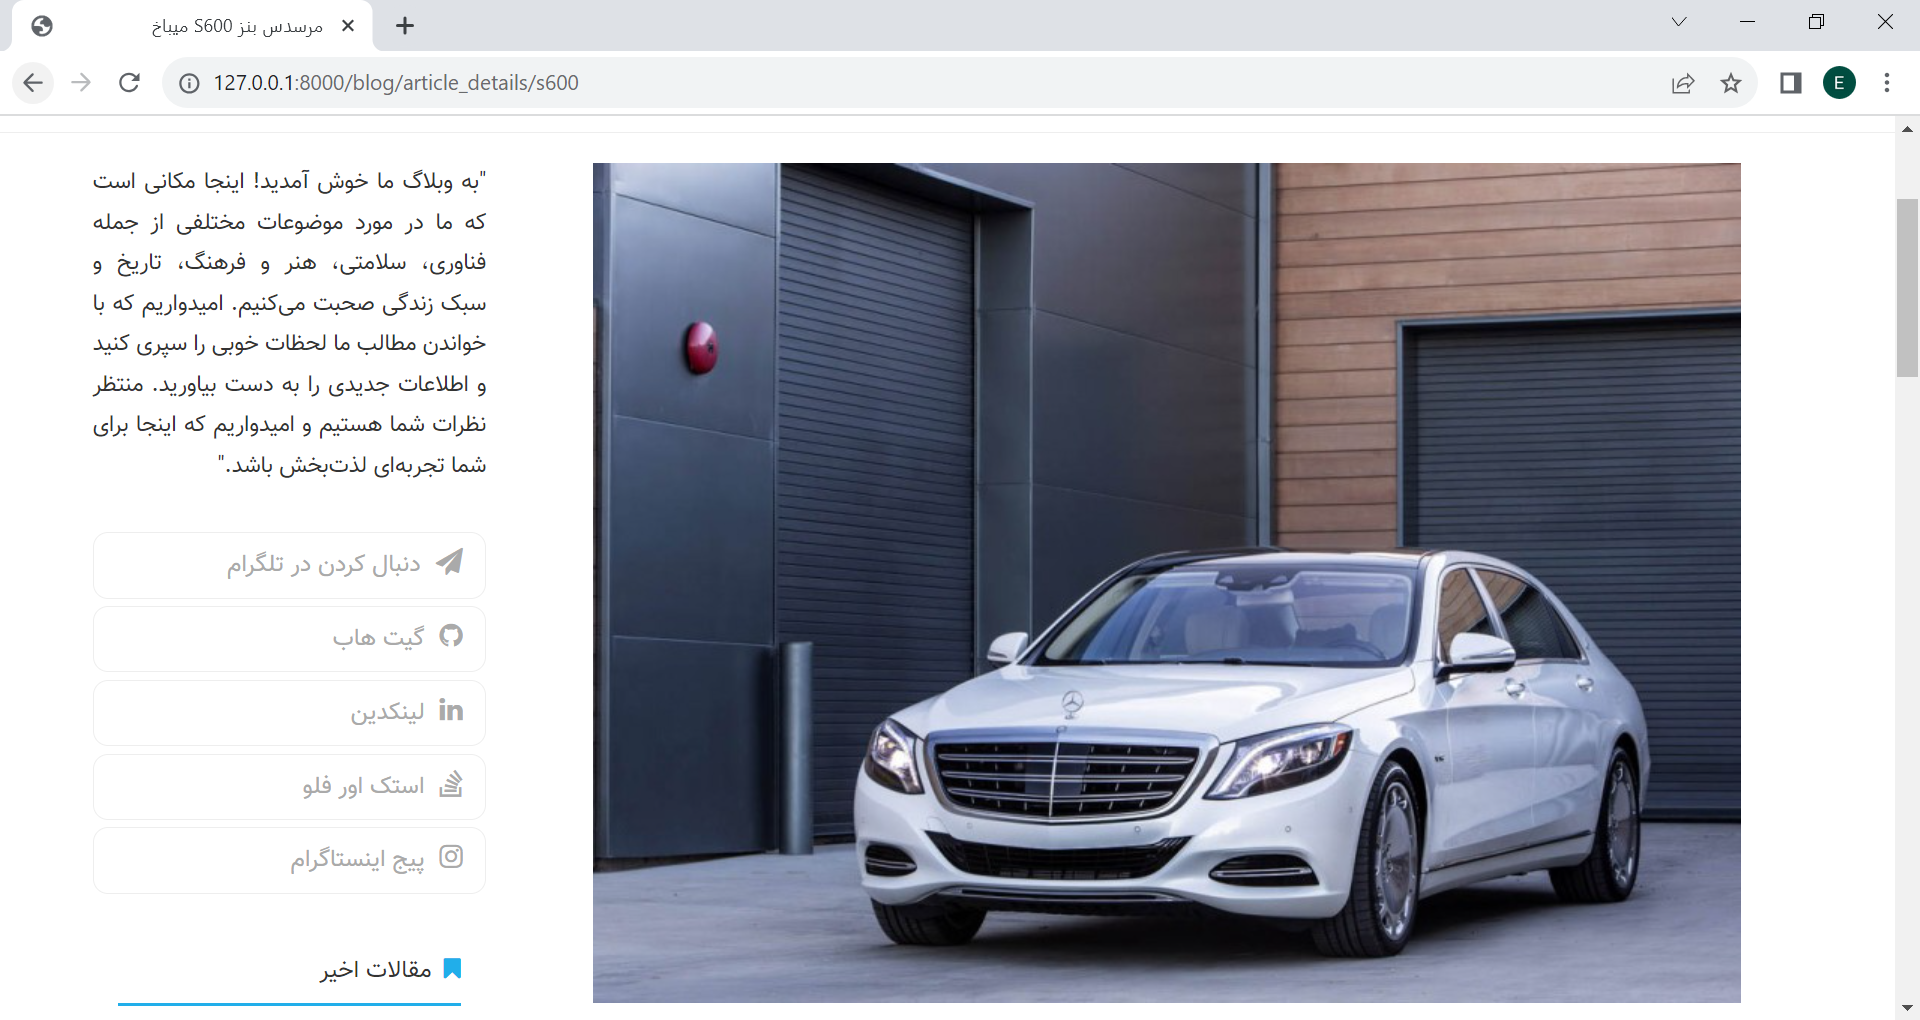 مرسدس بنز S600 میباخ
127.0.0.1:8000/blog/article_details/s600
E
"به وبلاگ ما خوش آمدید! اینجا مکانی است
که ما در مورد موضوعات مختلفی از جمله
فناوری، سلامتی، هنر و فرهنگ، تاریخ و
سبک زندگی صحبت می‌کنیم. امیدواریم که با
خواندن مطالب ما لحظات خوبی را سپری کنید
و اطلاعات جدیدی را به دست بیاورید. منتظر
نظرات شما هستیم و امیدواریم که اینجا برای
شما تجربه‌ای لذت‌بخش باشد."
دنبال کردن در تلگرام
گیت هاب
لینکدین
استک اور فلو
پیج اینستاگرام
مقالات اخیر